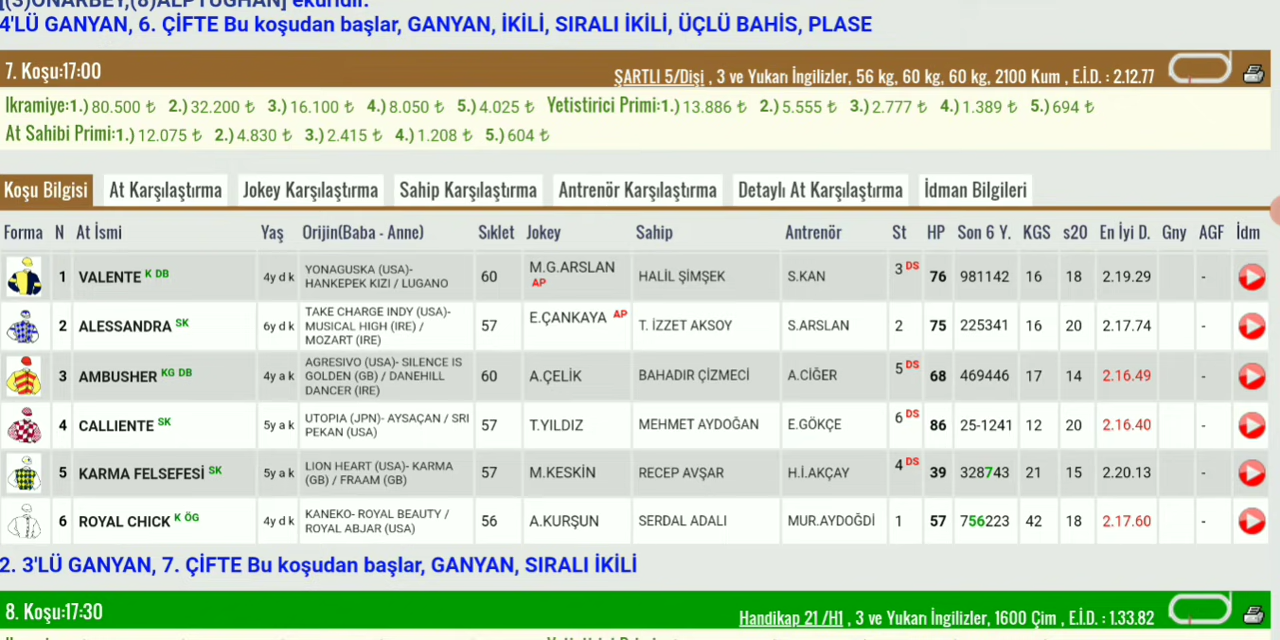 [(3)ONARBEY,(8)ALPTUĞHAN] eküridir.
4'LÜ GANYAN, 6. ÇİFTE Bu koşudan başlar, GANYAN, İKİLİ, SIRALI İKİLİ, ÜÇLÜ BAHİS, PLASE
7. Koşu:17:00 ŞARTLI 5/Dişi , 3 ve Yukarı İngilizler, 56 kg, 60 kg, 60 kg, 2100 Kum , E.İ.D. : 2.12.77
Ikramiye:1.) 80.500 ₺ 2.) 32.200 ₺ 3.) 16.100 ₺ 4.) 8.050 ₺ 5.) 4.025 ₺ Yetistirici Primi:1.) 13.886 ₺ 2.) 5.555 ₺ 3.) 2.777 ₺ 4.) 1.389 ₺ 5.) 694 ₺
At Sahibi Primi:1.) 12.075 ₺ 2.) 4.830 ₺ 3.) 2.415 ₺ 4.) 1.208 ₺ 5.) 604 ₺
Koşu Bilgisi At Karşılaştırma Jokey Karşılaştırma Sahip Karşılaştırma Antrenör Karşılaştırma Detaylı At Karşılaştırma İdman Bilgileri
Forma N At İsmi Yaş Orijin(Baba - Anne) Sıklet Jokey Sahip Antrenör St HP Son 6 Y. KGS s20 En İyi D. Gny AGF İdm
1 VALENTE K DB 4y d k YONAGUSKA (USA)- HANKEPEK KIZI / LUGANO 60 M.G.ARSLAN AP HALİL ŞİMŞEK S.KAN 3 DS 76 981142 16 18 2.19.29 -
2 ALESSANDRA SK 6y d k TAKE CHARGE INDY (USA)- MUSICAL HIGH (IRE) / MOZART (IRE) 57 E.ÇANKAYA AP T. İZZET AKSOY S.ARSLAN 2 75 225341 16 20 2.17.74 -
3 AMBUSHER KG DB 4y a k AGRESIVO (USA)- SILENCE IS GOLDEN (GB) / DANEHILL DANCER (IRE) 60 A.ÇELİK BAHADIR ÇİZMECİ A.CİĞER 5 DS 68 469446 17 14 2.16.49 -
4 CALLIENTE SK 5y a k UTOPIA (JPN)- AYSAÇAN / SRI PEKAN (USA) 57 T.YILDIZ MEHMET AYDOĞAN E.GÖKÇE 6 DS 86 25-1241 12 20 2.16.40 -
5 KARMA FELSEFESİ SK 5y a k LION HEART (USA)- KARMA (GB) / FRAAM (GB) 57 M.KESKİN RECEP AVŞAR H.İ.AKÇAY 4 DS 39 328743 21 15 2.20.13 -
6 ROYAL CHICK K ÖG 4y d k KANEKO- ROYAL BEAUTY / ROYAL ABJAR (USA) 56 A.KURŞUN SERDAL ADALI MUR.AYDOĞDİ 1 57 756223 42 18 2.17.60 -
2. 3'LÜ GANYAN, 7. ÇİFTE Bu koşudan başlar, GANYAN, SIRALI İKİLİ
8. Koşu:17:30 Handikap 21 /H1 , 3 ve Yukarı İngilizler, 1600 Çim , E.İ.D. : 1.33.82